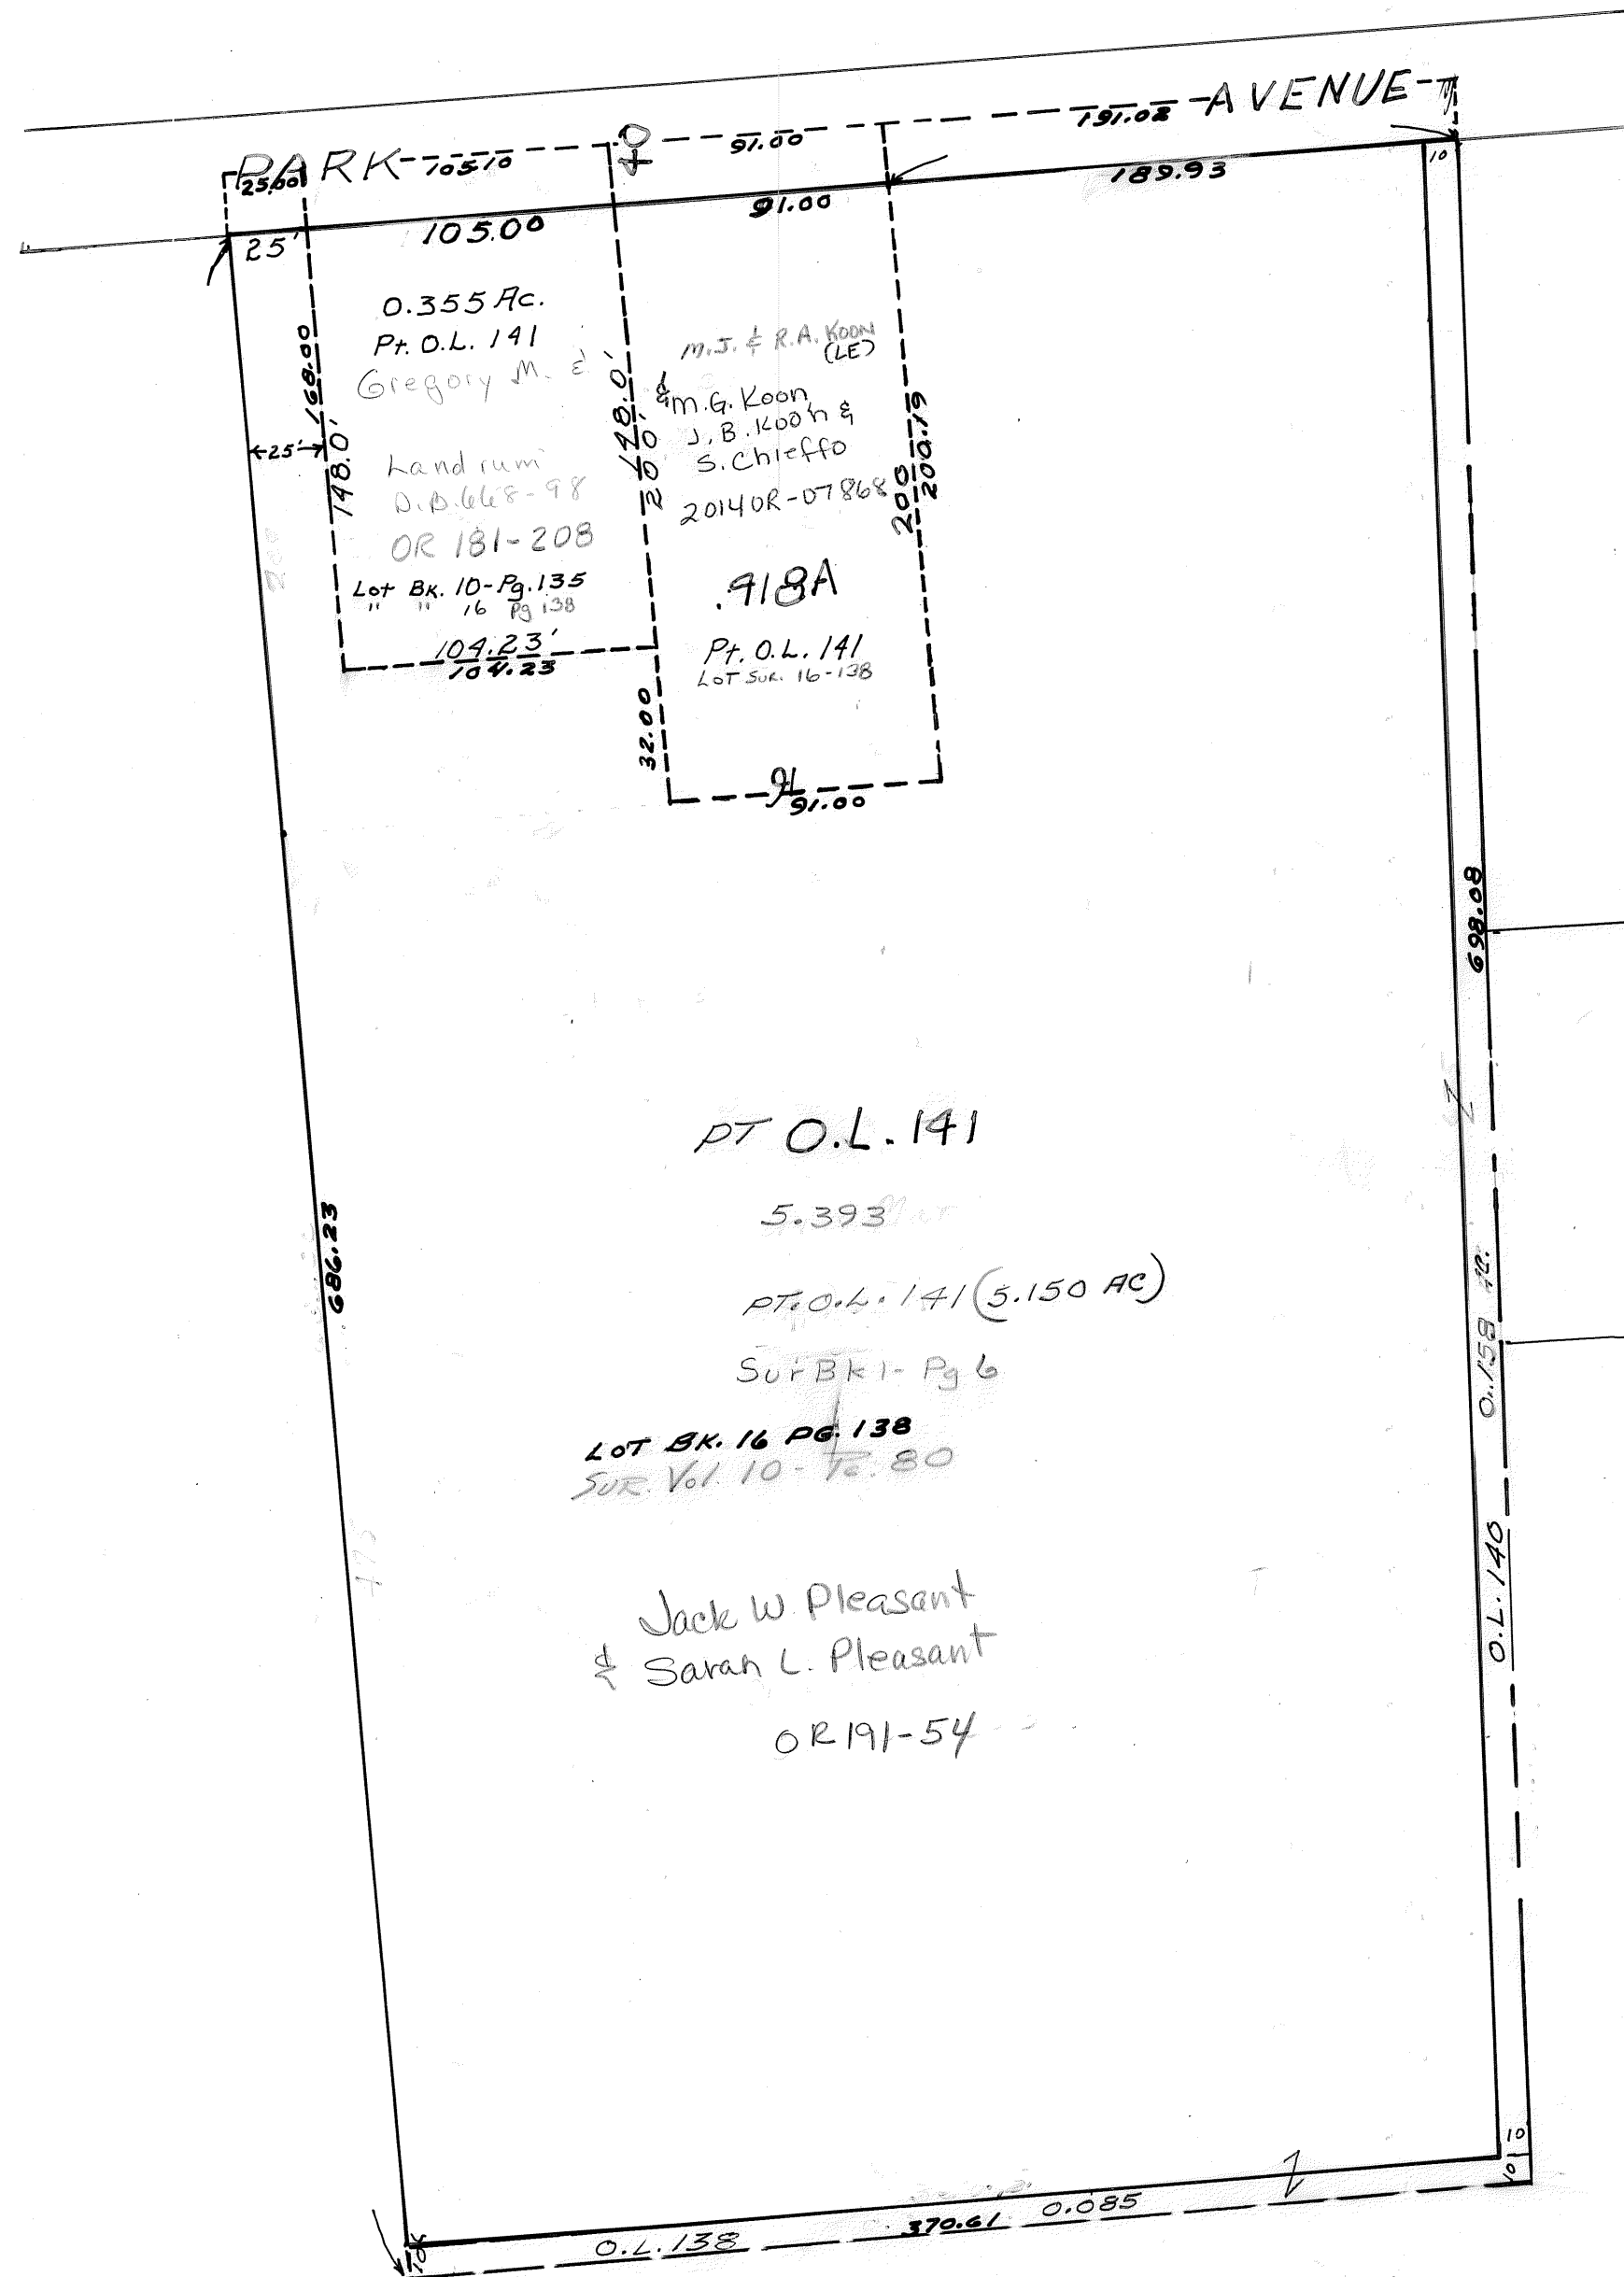 PARK
AVENUE
25.00
105.10
91.00
191.02
25'
105.00
91.00
189.93
10
0.355 Ac.
Pt. O.L. 141
Gregory M. &
Landrum
D.B. 668-98
OR 181-208
Lot Bk. 10-Pg. 135
" " 16 Pg 138
104.23'
104.23
168.00
148.0'
25'
148.0'
200'
32.00
M.J. & R.A. KOON
(LE)
& M.G. Koon
J.B. Koon &
S. Chieffo
2014OR-07868
.918A
Pt. O.L. 141
LOT SUR. 16-138
91
91.00
200
200.19
698.08
686.23
PT O.L. 141
5.393
PT. O.L. 141 (5.150 AC)
Sur Bk 1- Pg 6
LOT BK. 16 PG. 138
SUR. Vol. 10 - PG. 80
Jack W Pleasant
& Sarah L. Pleasant
OR 191-54
0.158 AC.
O.L. 140
10
10
O.L. 138
370.61
0.085